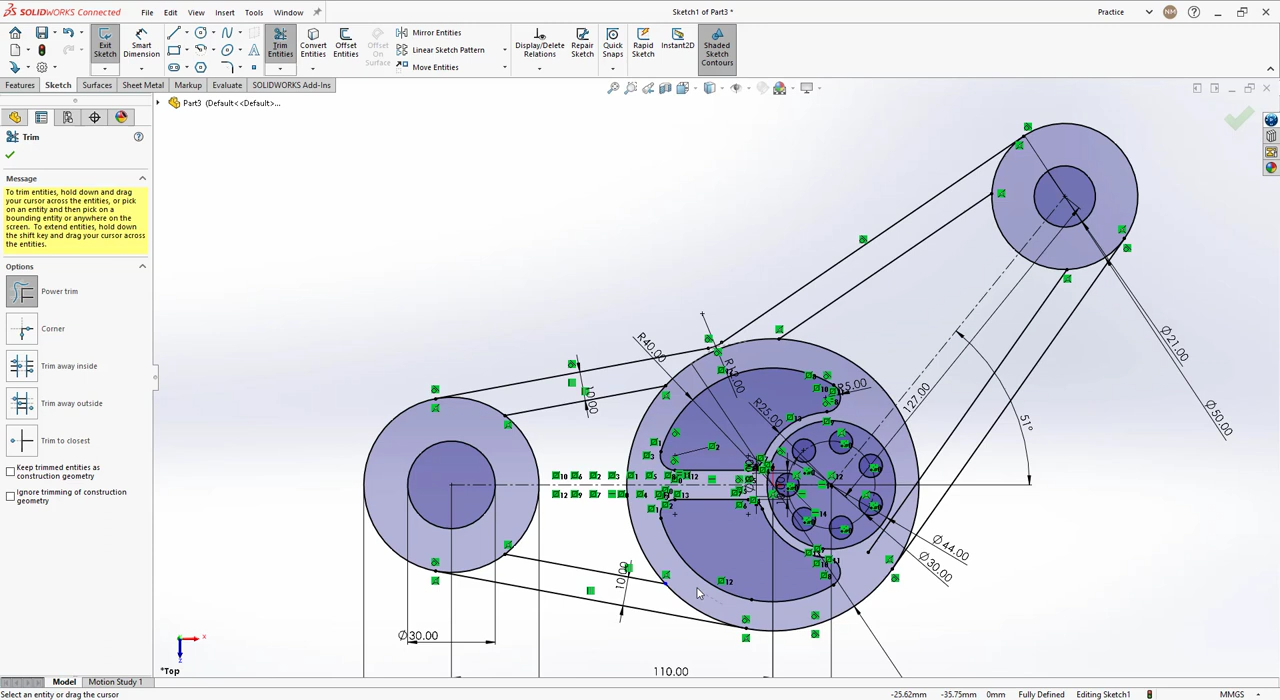 SOLIDWORKS Connected
File Edit View Insert Tools Window
Sketch1 of Part3 *
Practice
NM
Exit Sketch
Smart Dimension
Trim Entities
Convert Entities
Offset Entities
Offset On Surface
Mirror Entities
Linear Sketch Pattern
Move Entities
Display/Delete Relations
Repair Sketch
Quick Snaps
Rapid Sketch
Instant2D
Shaded Sketch Contours
Features Sketch Surfaces Sheet Metal Markup Evaluate SOLIDWORKS Add-Ins
Part3 (Default<<Default>...
Trim
Message
To trim entities, hold down and drag
your cursor across the entities, or pick
on an entity and then pick on a
bounding entity or anywhere on the
screen. To extend entities, hold down
the shift key and drag your cursor across
the entities.
Options
Power trim
Corner
Trim away inside
Trim away outside
Trim to closest
Keep trimmed entities as
construction geometry
Ignore trimming of construction
geometry
R40.00
R5.00
R25.00
10.00
127.00
51°
Ø21.00
Ø50.00
Ø44.00
Ø30.00
10.00
Ø30.00
110.00
*Top
Model Motion Study 1
Select an entity or drag the cursor
-25.62mm -35.75mm 0mm Fully Defined Editing Sketch1 MMGS